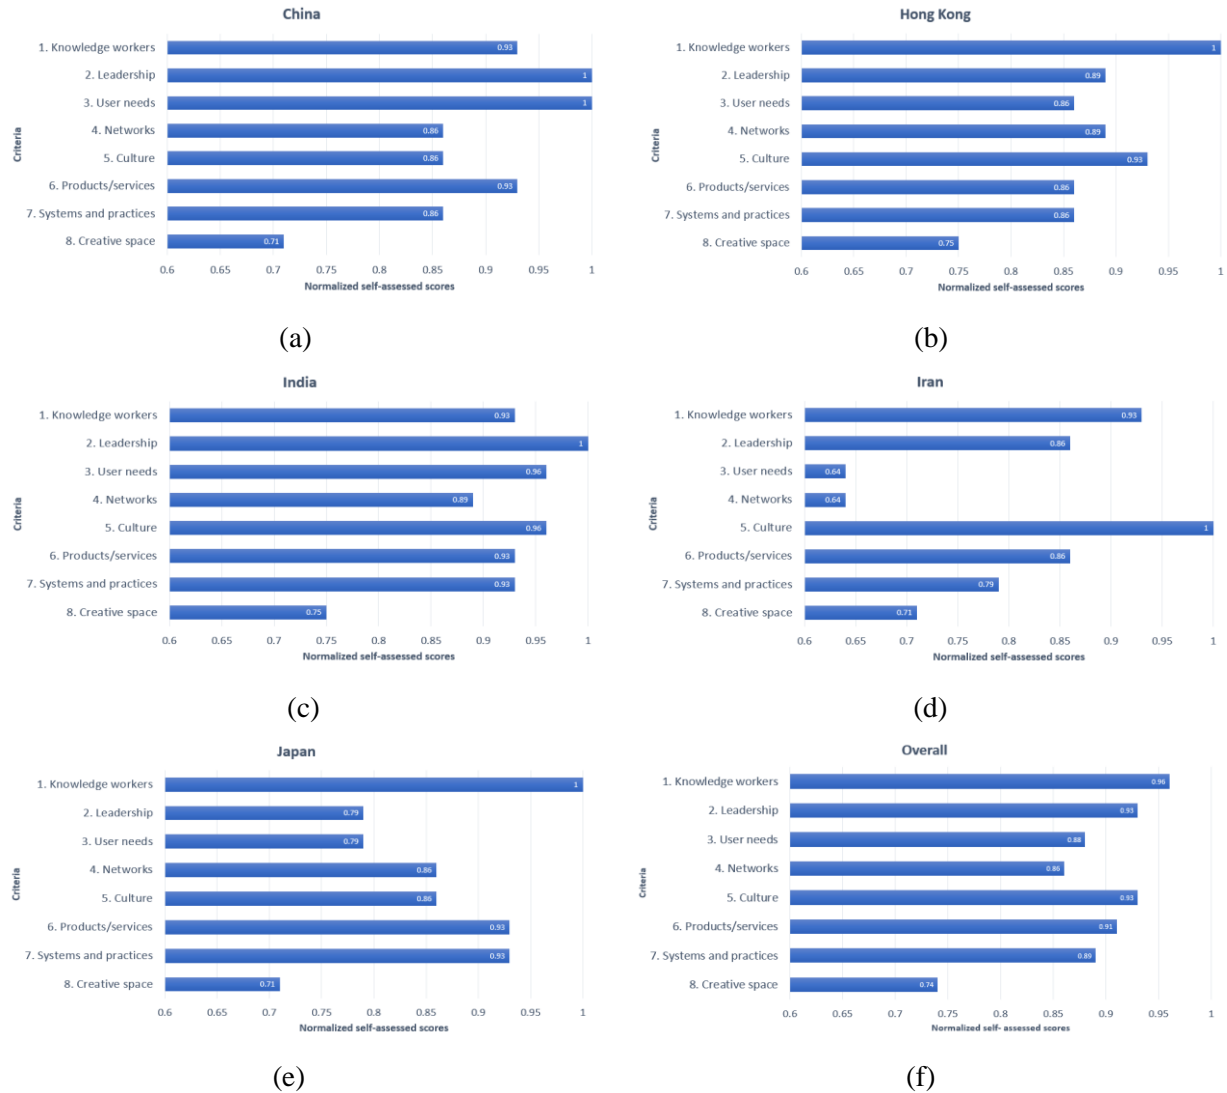 China
Criteria
1. Knowledge workers 0.93
2. Leadership 1
3. User needs 1
4. Networks 0.86
5. Culture 0.86
6. Products/services 0.93
7. Systems and practices 0.86
8. Creative space 0.71
0.6 0.65 0.7 0.75 0.8 0.85 0.9 0.95 1
Normalized self-assessed scores
(a)
Hong Kong
Criteria
1. Knowledge workers 1
2. Leadership 0.89
3. User needs 0.86
4. Networks 0.89
5. Culture 0.93
6. Products/services 0.86
7. Systems and practices 0.86
8. Creative space 0.75
0.6 0.65 0.7 0.75 0.8 0.85 0.9 0.95 1
Normalized self-assessed scores
(b)
India
Criteria
1. Knowledge workers 0.93
2. Leadership 1
3. User needs 0.96
4. Networks 0.89
5. Culture 0.96
6. Products/services 0.93
7. Systems and practices 0.93
8. Creative space 0.75
0.6 0.65 0.7 0.75 0.8 0.85 0.9 0.95 1
Normalized self-assessed scores
(c)
Iran
Criteria
1. Knowledge workers 0.93
2. Leadership 0.86
3. User needs 0.64
4. Networks 0.64
5. Culture 1
6. Products/services 0.86
7. Systems and practices 0.79
8. Creative space 0.71
0.6 0.65 0.7 0.75 0.8 0.85 0.9 0.95 1
Normalized self-assessed scores
(d)
Japan
Criteria
1. Knowledge workers 1
2. Leadership 0.79
3. User needs 0.79
4. Networks 0.86
5. Culture 0.86
6. Products/services 0.93
7. Systems and practices 0.93
8. Creative space 0.71
0.6 0.65 0.7 0.75 0.8 0.85 0.9 0.95 1
Normalized self-assessed scores
(e)
Overall
Criteria
1. Knowledge workers 0.96
2. Leadership 0.93
3. User needs 0.88
4. Networks 0.86
5. Culture 0.93
6. Products/services 0.91
7. Systems and practices 0.89
8. Creative space 0.74
0.6 0.65 0.7 0.75 0.8 0.85 0.9 0.95 1
Normalized self- assessed scores
(f)